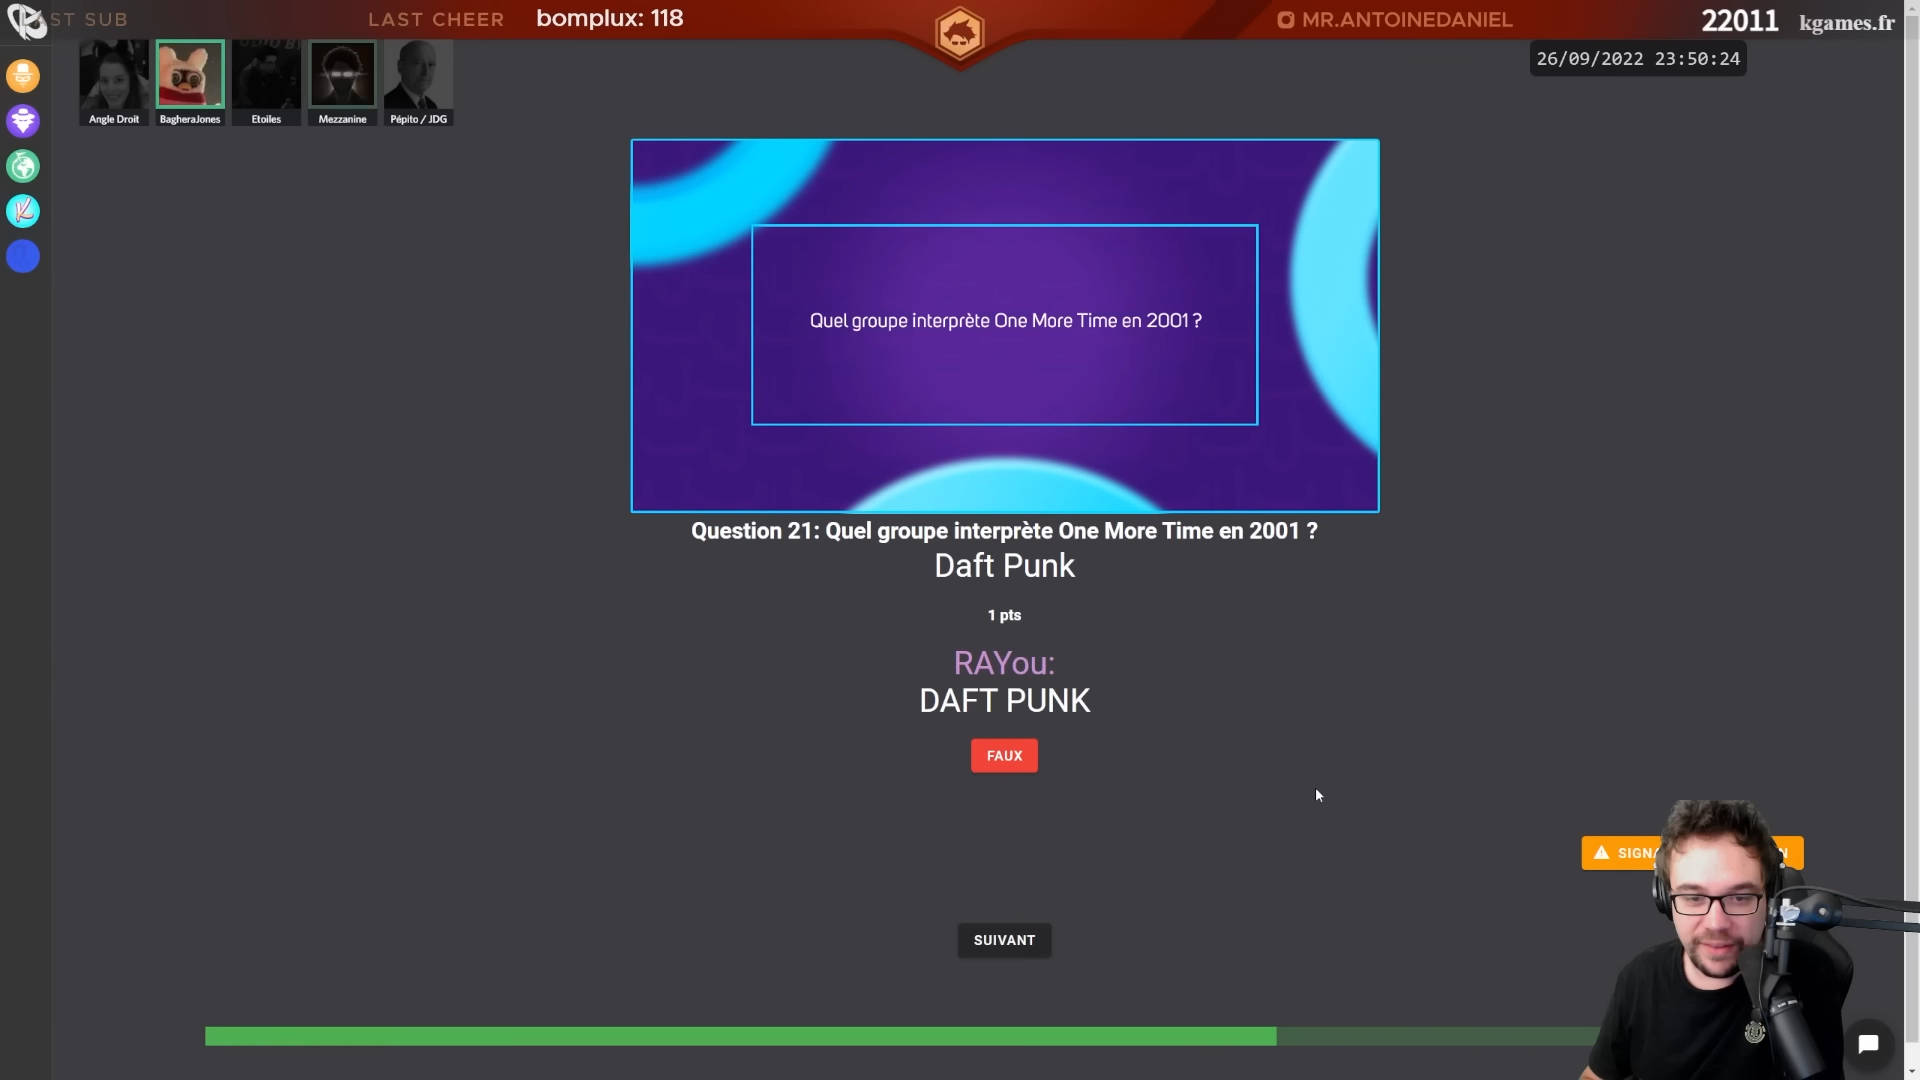 ST SUB
LAST CHEER
bomplux: 118
MR.ANTOINEDANIEL
22011
kgames.fr
26/09/2022 23:50:24
Angle Droit
BagheraJones
Etoiles
Mezzanine
Pépito / JDG
Quel groupe interprète One More Time en 2001 ?
Question 21: Quel groupe interprète One More Time en 2001 ?
Daft Punk
1 pts
RAYou:
DAFT PUNK
FAUX
SUIVANT